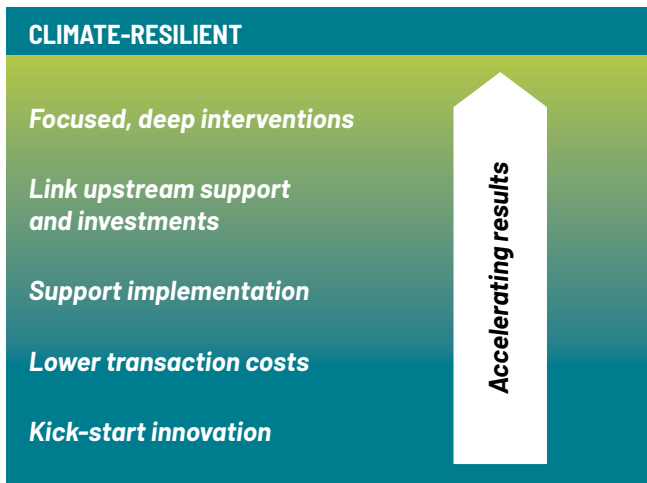 CLIMATE-RESILIENT
Focused, deep interventions
Link upstream support
and investments
Support implementation
Lower transaction costs
Kick-start innovation
Accelerating results